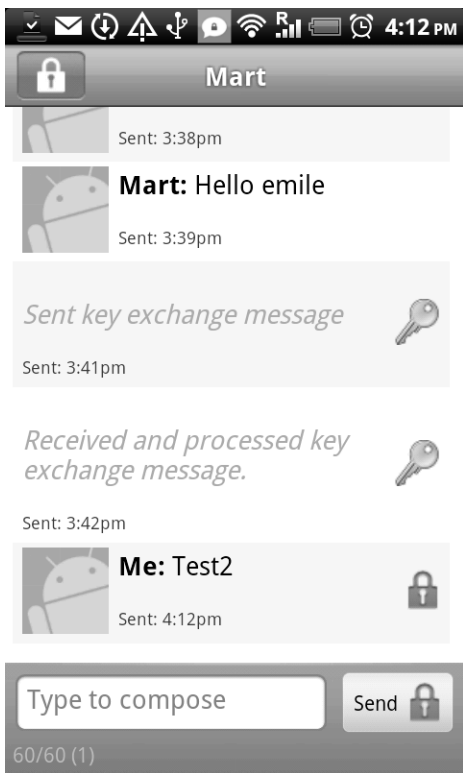 R 4:12 PM
Mart
Sent: 3:38pm
Mart: Hello emile
Sent: 3:39pm
Sent key exchange message
Sent: 3:41pm
Received and processed key
exchange message.
Sent: 3:42pm
Me: Test2
Sent: 4:12pm
Type to compose
Send
60/60 (1)